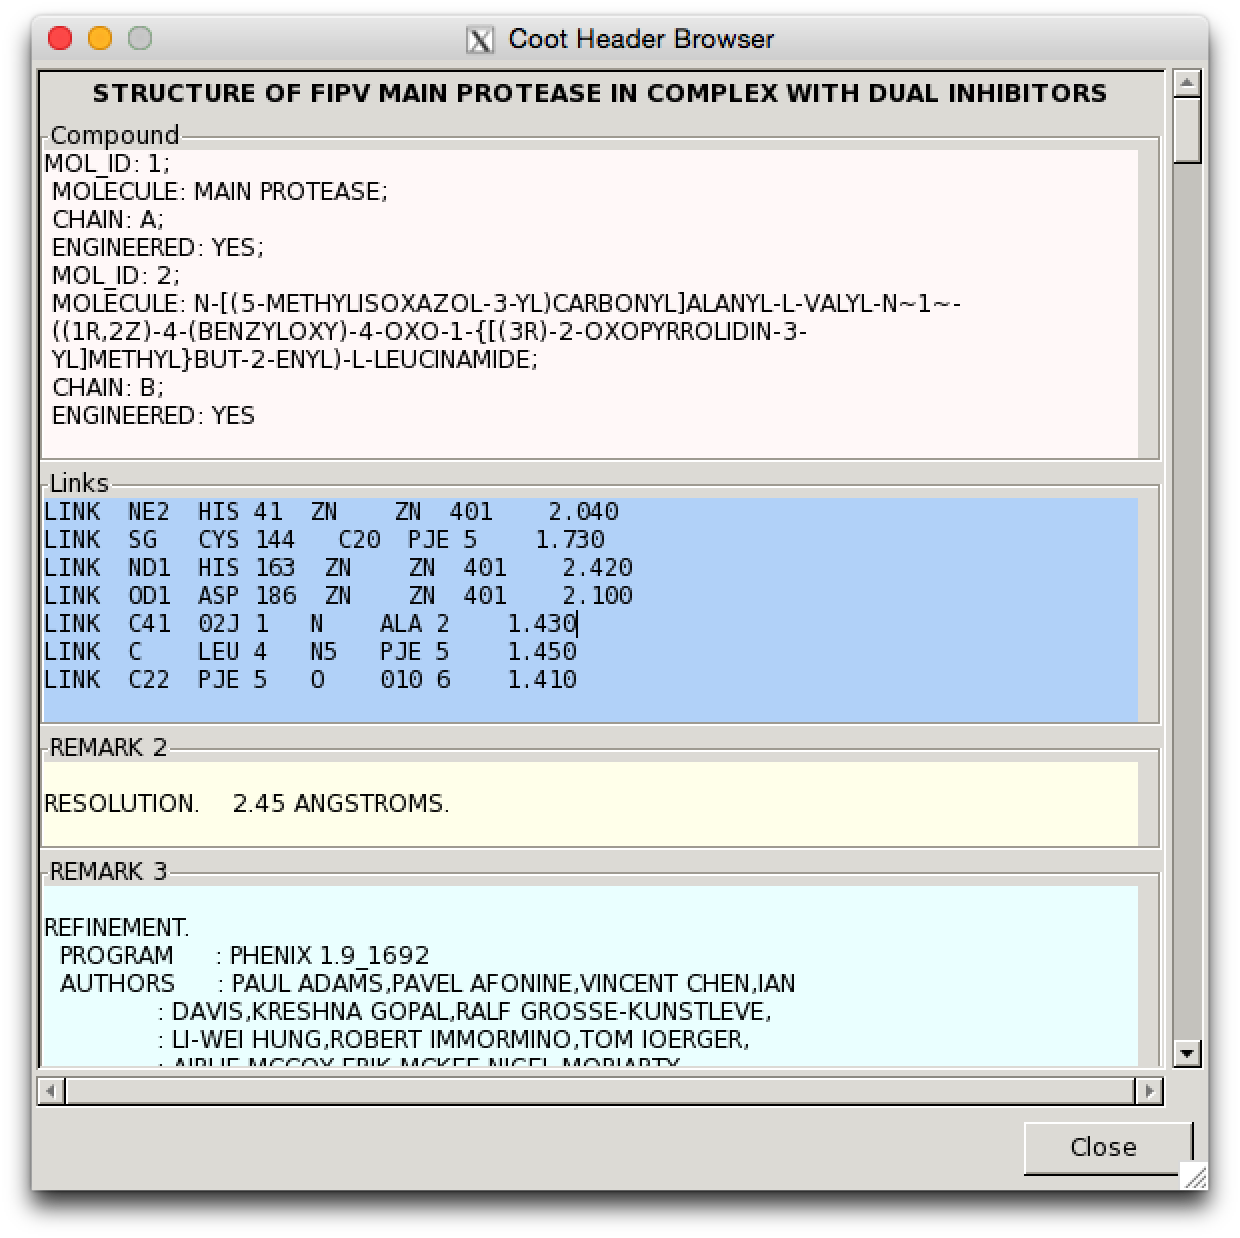 Coot Header Browser
STRUCTURE OF FIPV MAIN PROTEASE IN COMPLEX WITH DUAL INHIBITORS
Compound
MOL_ID: 1;
MOLECULE: MAIN PROTEASE;
CHAIN: A;
ENGINEERED: YES;
MOL_ID: 2;
MOLECULE: N-[(5-METHYLISOXAZOL-3-YL)CARBONYL]ALANYL-L-VALYL-N~1~-
((1R,2Z)-4-(BENZYLOXY)-4-OXO-1-{[(3R)-2-OXOPYRROLIDIN-3-
YL]METHYL}BUT-2-ENYL)-L-LEUCINAMIDE;
CHAIN: B;
ENGINEERED: YES
Links
LINK NE2 HIS 41 ZN ZN 401 2.040
LINK SG CYS 144 C20 PJE 5 1.730
LINK ND1 HIS 163 ZN ZN 401 2.420
LINK OD1 ASP 186 ZN ZN 401 2.100
LINK C41 02J 1 N ALA 2 1.430
LINK C LEU 4 N5 PJE 5 1.450
LINK C22 PJE 5 O 010 6 1.410
REMARK 2
RESOLUTION. 2.45 ANGSTROMS.
REMARK 3
REFINEMENT.
PROGRAM : PHENIX 1.9_1692
AUTHORS : PAUL ADAMS,PAVEL AFONINE,VINCENT CHEN,IAN
: DAVIS,KRESHNA GOPAL,RALF GROSSE-KUNSTLEVE,
: LI-WEI HUNG,ROBERT IMMORMINO,TOM IOERGER,
: AIRLIE MCCOY,ERIK MCKEE,NIGEL MORIARTY,
Close